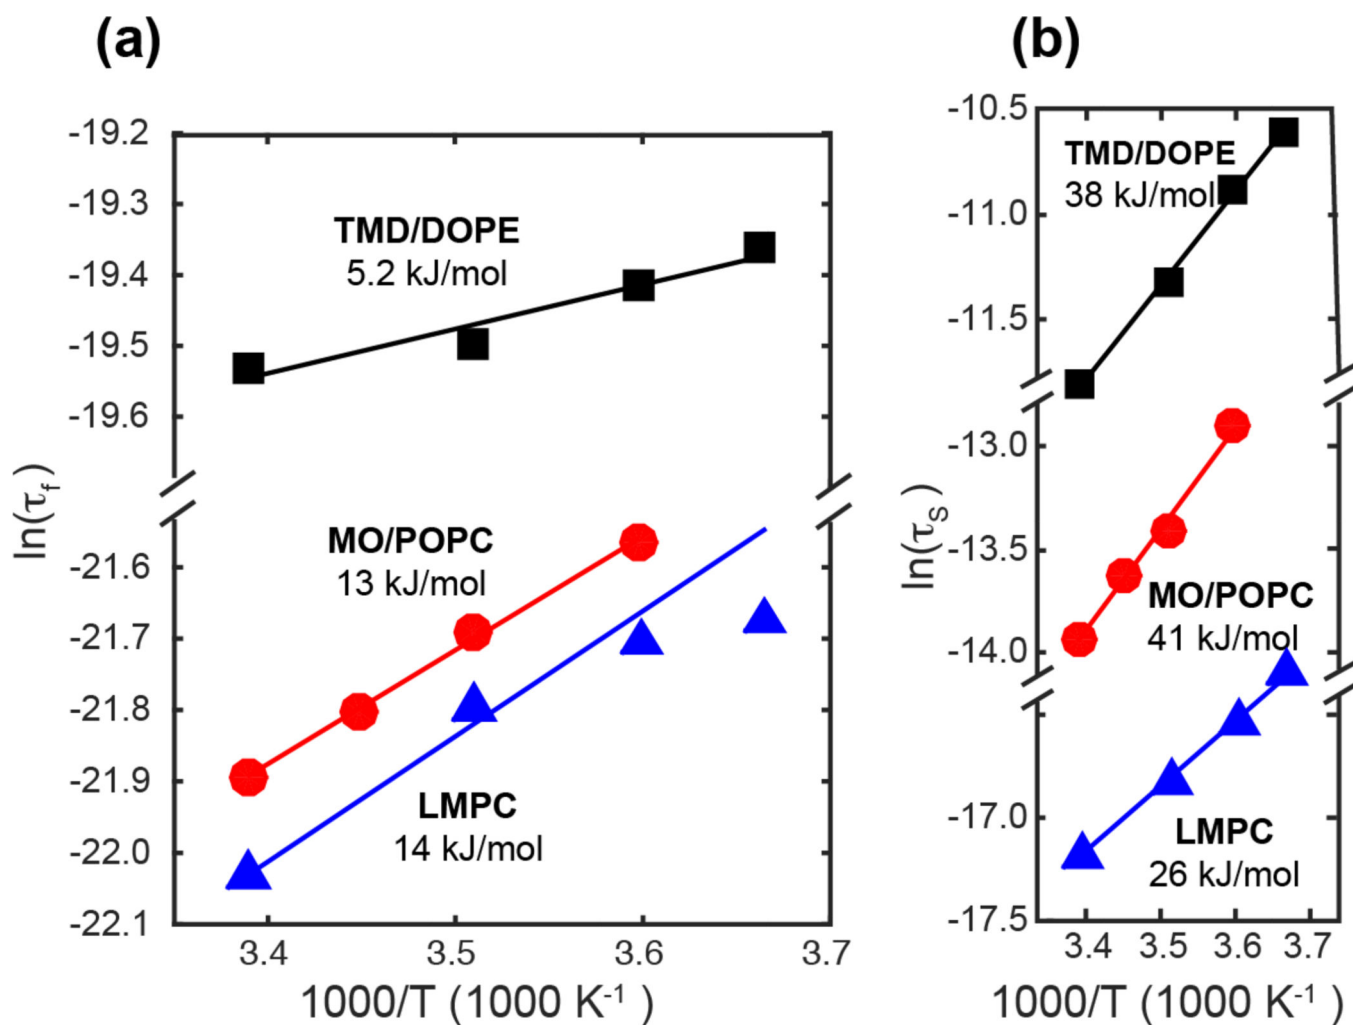 (a)
-19.2
-19.3
-19.4
-19.5
-19.6
-21.6
-21.7
-21.8
-21.9
-22.0
-22.1
ln(τf)
TMD/DOPE
5.2 kJ/mol
MO/POPC
13 kJ/mol
LMPC
14 kJ/mol
3.4 3.5 3.6 3.7
1000/T (1000 K-1)
(b)
-10.5
-11.0
-11.5
-13.0
-13.5
-14.0
-17.0
-17.5
ln(τS)
TMD/DOPE
38 kJ/mol
MO/POPC
41 kJ/mol
LMPC
26 kJ/mol
3.4 3.5 3.6 3.7
1000/T (1000 K-1)